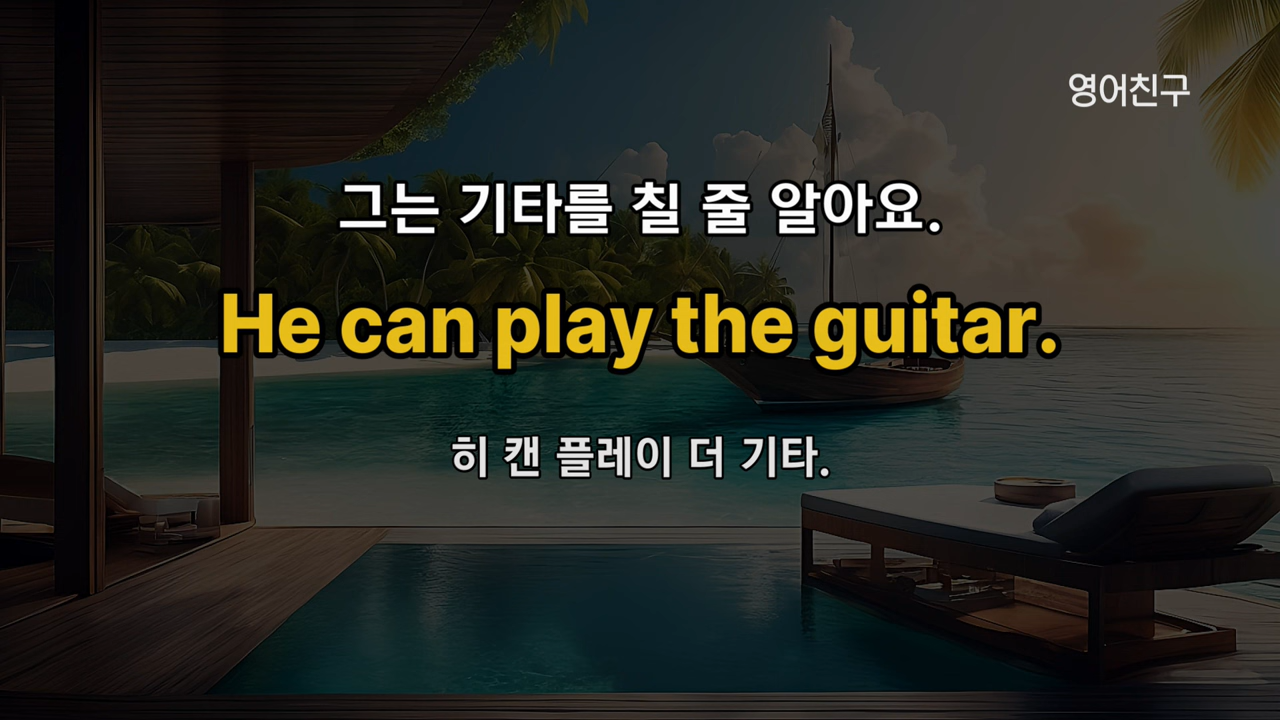 영어친구
그는 기타를 칠 줄 알아요.
He can play the guitar.
히 캔 플레이 더 기타.